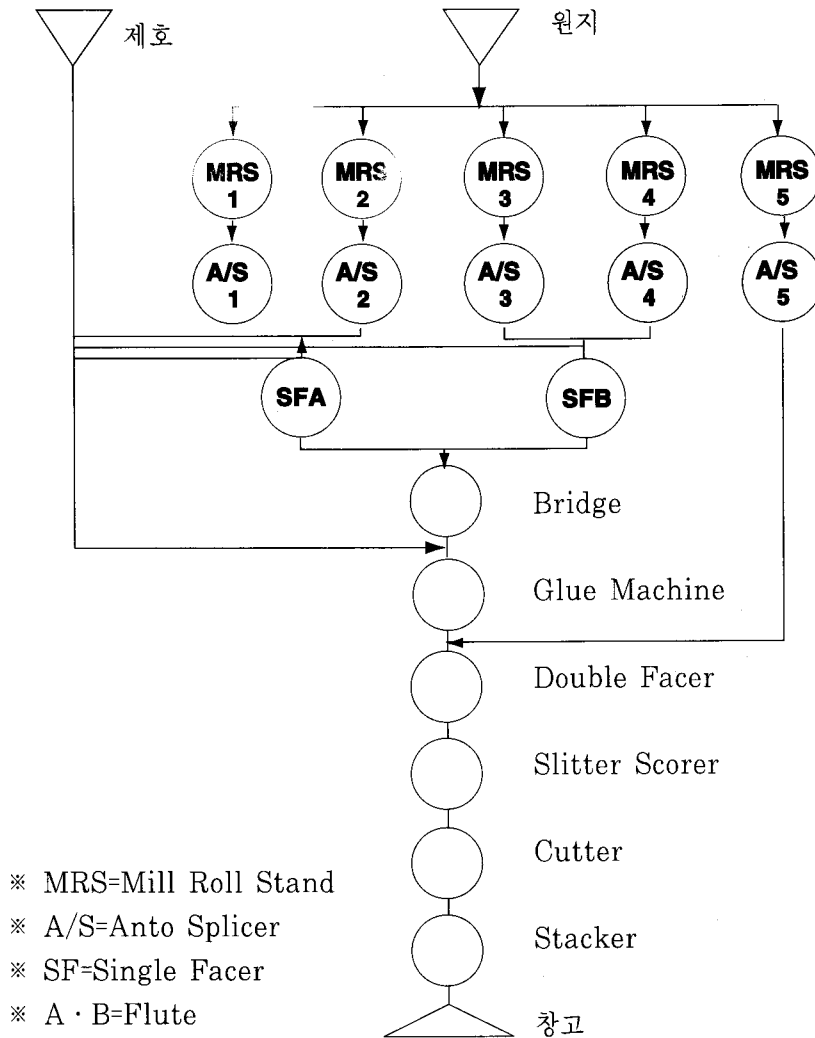 제호 원지
MRS MRS MRS MRS MRS
1 2 3 4 5
A/S A/S A/S A/S A/S
1 2 3 4 5
SFA SFB
Bridge
Glue Machine
Double Facer
Slitter Scorer
Cutter
※ MRS=Mill Roll Stand
※ A/S=Anto Splicer
Stacker
※ SF=Single Facer
※ A·B=Flute
창고